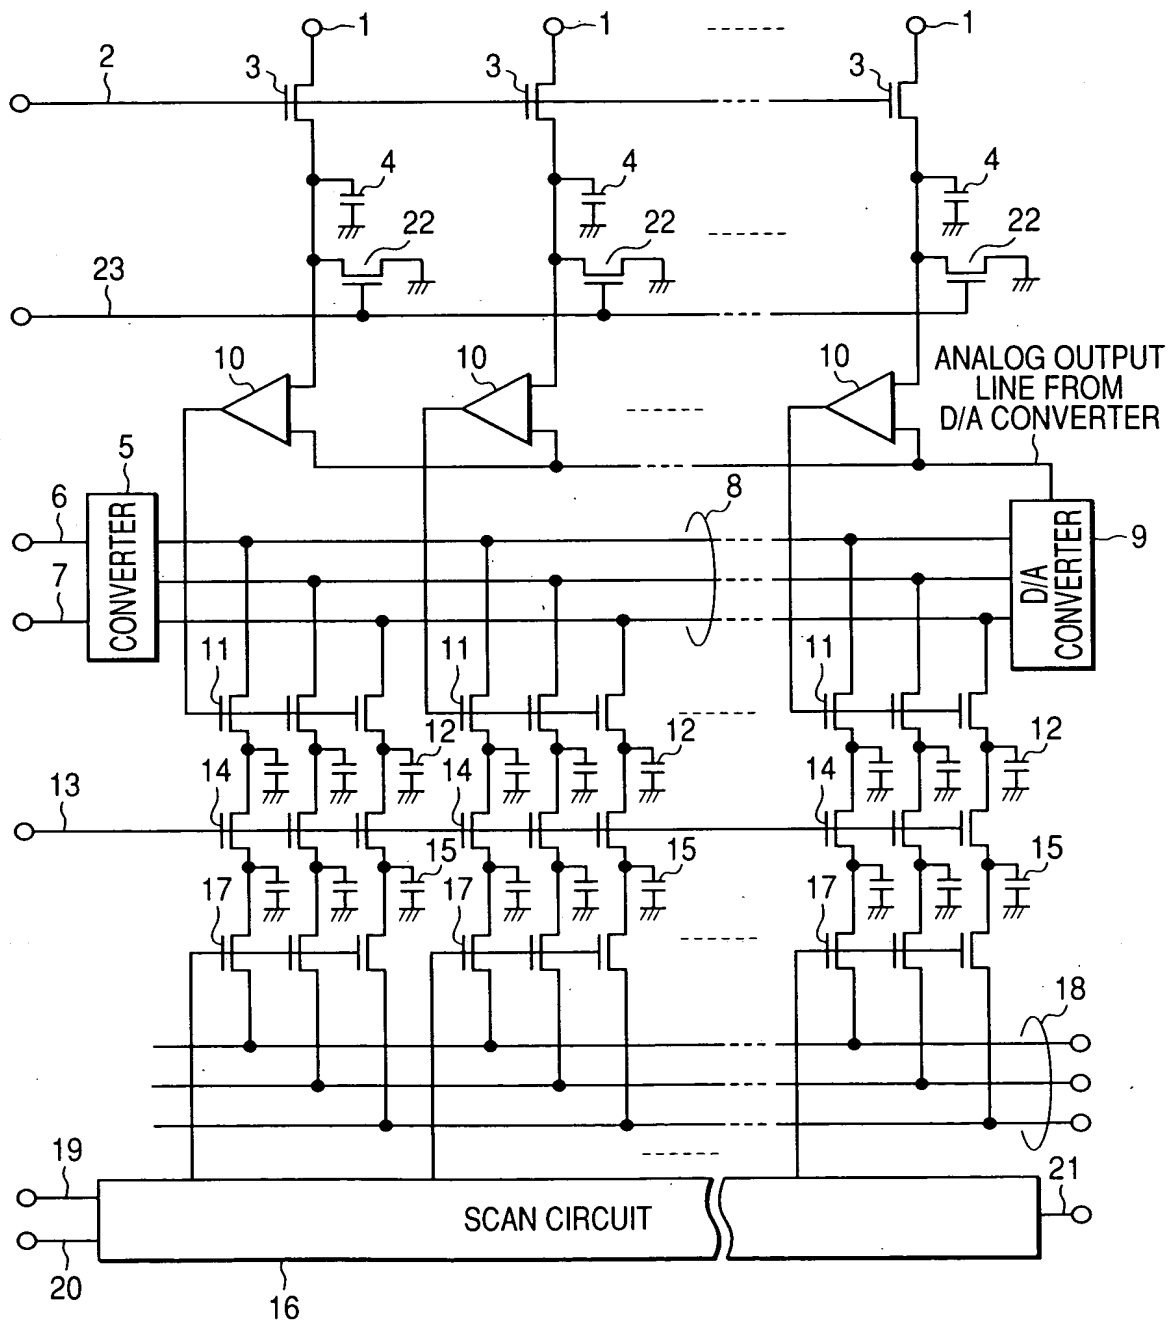 1 1 1
2 3 3 3
4 4 4
22 22 22
23
10 10 10
ANALOG OUTPUT
LINE FROM
D/A CONVERTER
5
6
7
CONVERTER
8
D/A
CONVERTER
9
11 11 11
12 12 12
13 14 14 14
15 15 15
17 17 17
18
19
20
21
SCAN CIRCUIT
16